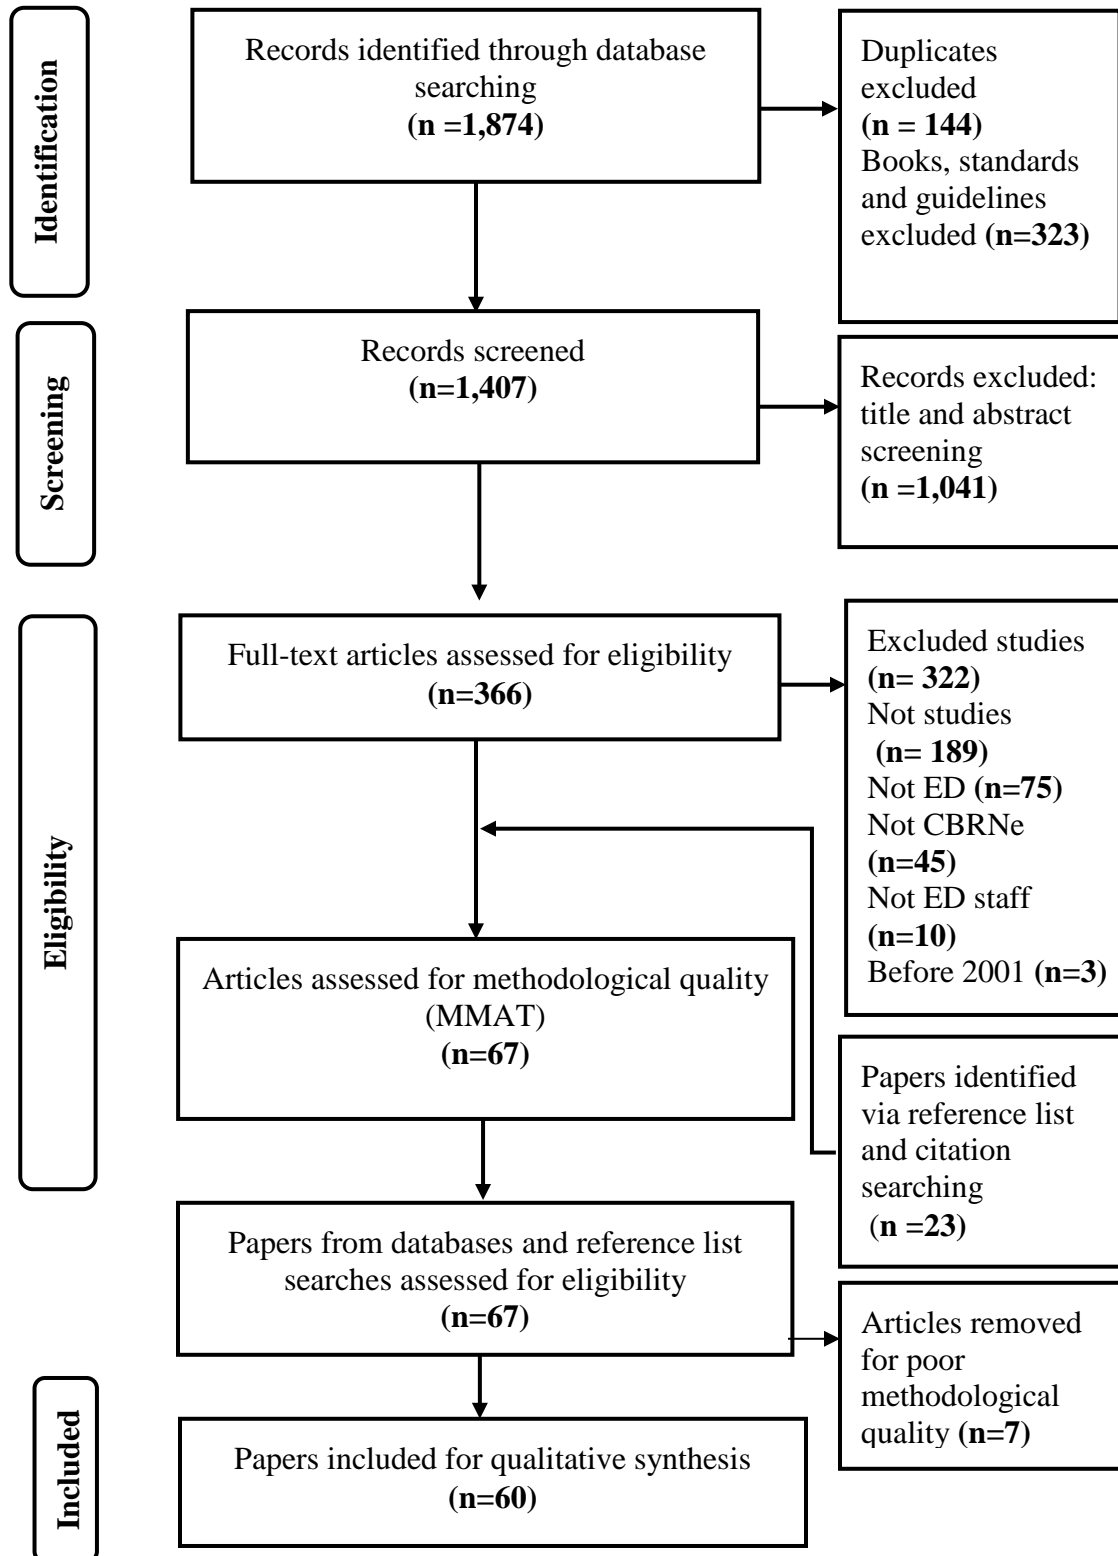 Identification
Records identified through database
searching
(n =1,874)
Duplicates
excluded
(n = 144)
Books, standards
and guidelines
excluded (n=323)
Screening
Records screened
(n=1,407)
Records excluded:
title and abstract
screening
(n =1,041)
Eligibility
Full-text articles assessed for eligibility
(n=366)
Excluded studies
(n= 322)
Not studies
(n= 189)
Not ED (n=75)
Not CBRNe
(n=45)
Not ED staff
(n=10)
Before 2001 (n=3)
Articles assessed for methodological quality
(MMAT)
(n=67)
Papers identified
via reference list
and citation
searching
(n =23)
Papers from databases and reference list
searches assessed for eligibility
(n=67)
Articles removed
for poor
methodological
quality (n=7)
Included
Papers included for qualitative synthesis
(n=60)